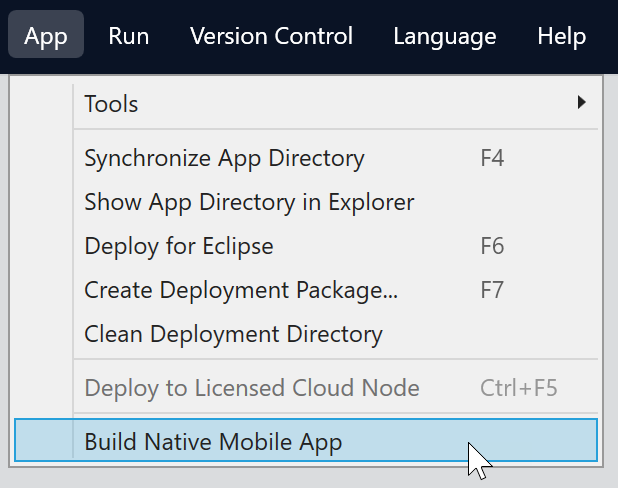 App Run Version Control Language Help
Tools
Synchronize App Directory F4
Show App Directory in Explorer
Deploy for Eclipse F6
Create Deployment Package... F7
Clean Deployment Directory
Deploy to Licensed Cloud Node Ctrl+F5
Build Native Mobile App